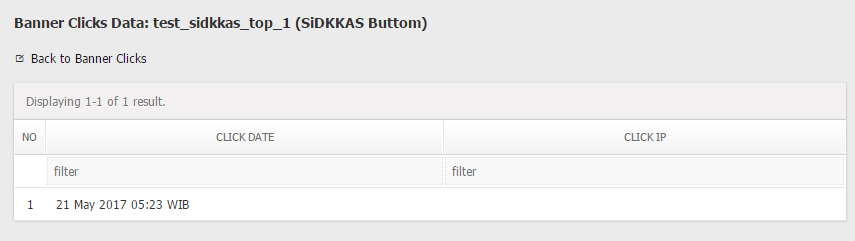 Banner Clicks Data: test_sidkkas_top_1 (SiDKKAS Buttom)
Back to Banner Clicks
Displaying 1-1 of 1 result.
NO CLICK DATE CLICK IP
filter filter
1 21 May 2017 05:23 WIB